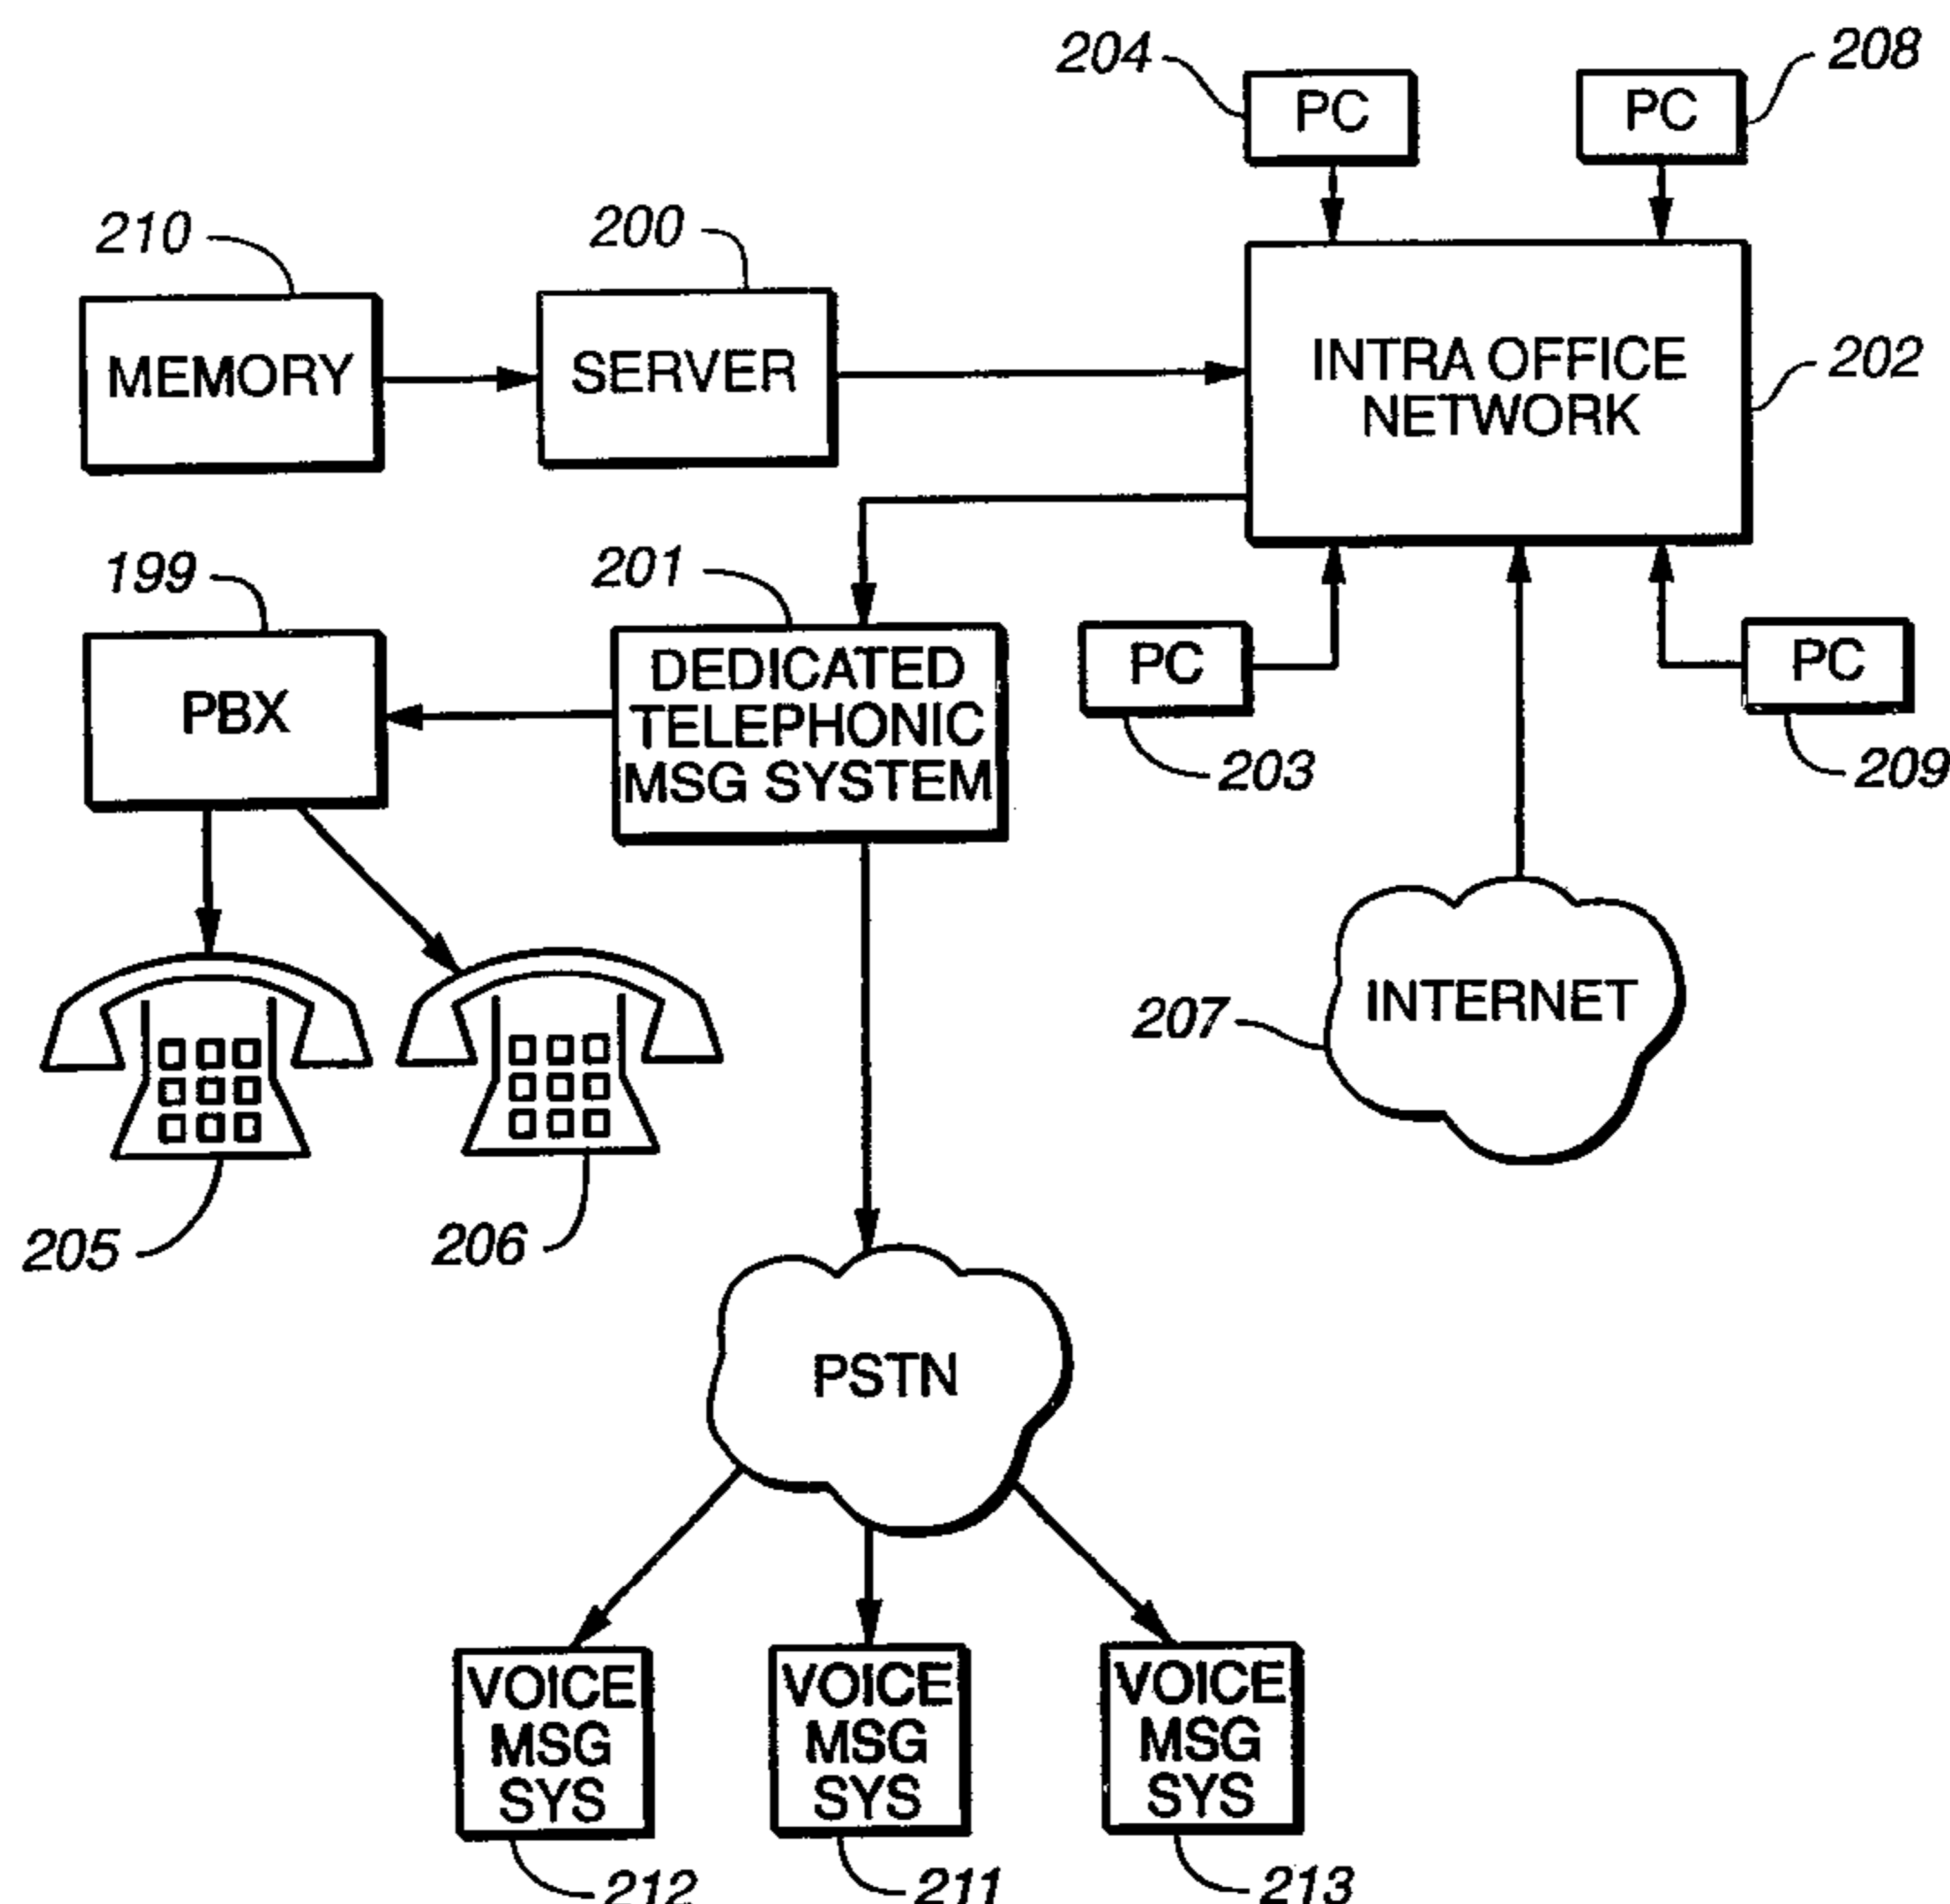 204
PC
PC
208
210
200
MEMORY
SERVER
INTRA OFFICE
NETWORK
202
199
201
PBX
DEDICATED
TELEPHONIC
MSG SYSTEM
PC
203
PC
209
205
206
207
INTERNET
PSTN
VOICE
MSG
SYS
212
VOICE
MSG
SYS
211
VOICE
MSG
SYS
213